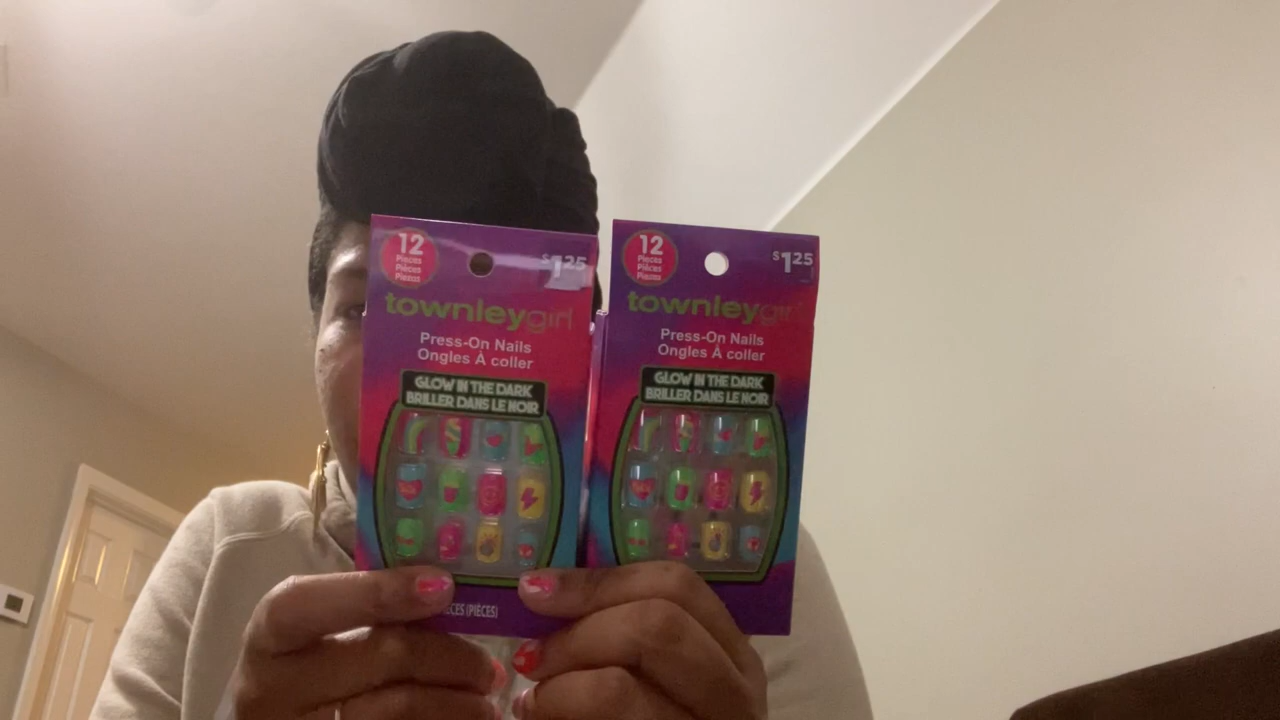 12
Pieces
Pièces
Piezas
$1.25
townleygirl
Press-On Nails
Ongles À coller
GLOW IN THE DARK
BRILLER DANS LE NOIR
(PIÈCES)
12
Pieces
Pièces
Piezas
$1.25
townleygirl
Press-On Nails
Ongles À coller
GLOW IN THE DARK
BRILLER DANS LE NOIR